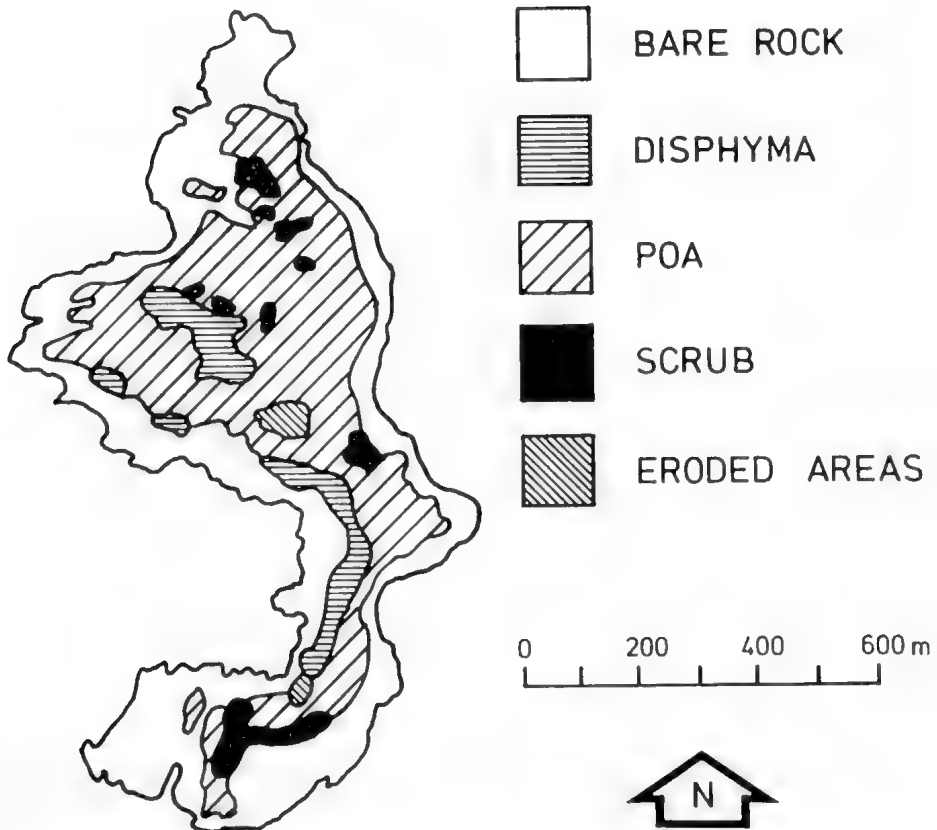 BARE ROCK
DISPHYMA
POA
SCRUB
ERODED AREAS
0 200 400 600 m
N